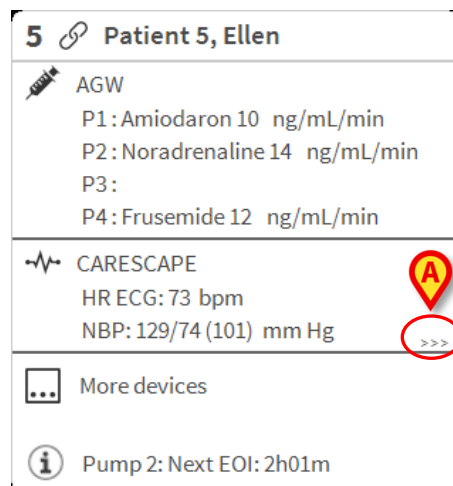 5 Patient 5, Ellen
AGW
P1: Amiodaron 10 ng/mL/min
P2: Noradrenaline 14 ng/mL/min
P3:
P4: Frusemide 12 ng/mL/min
CARESCAPE
A
HR ECG: 73 bpm
NBP: 129/74 (101) mm Hg >>>
... More devices
i Pump 2: Next EOI: 2h01m